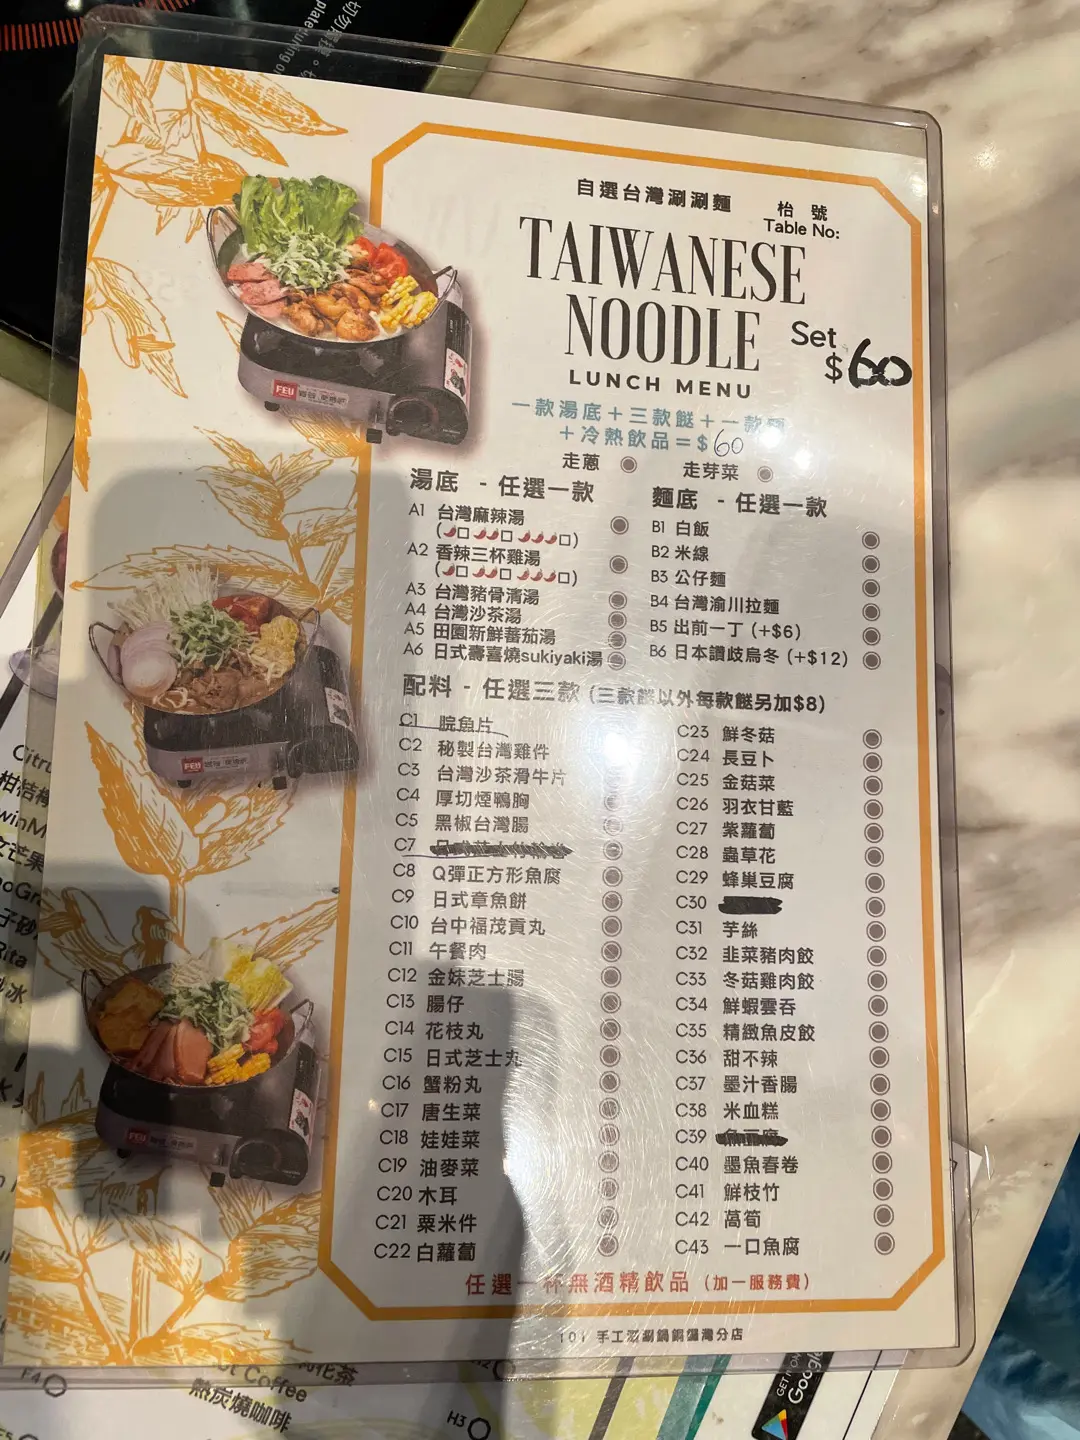 自選台灣涮涮麵
枱 號
Table No:
TAIWANESE
NOODLE
Set
$60
LUNCH MENU
一款湯底+三款餸+一款麵
+冷熱飲品=$60
走蔥
走芽菜
湯底 - 任選一款
A1 台灣麻辣湯
A2 香辣三杯雞湯
A3 台灣豬骨清湯
A4 台灣沙茶湯
A5 田園新鮮蕃茄湯
A6 日式壽喜燒sukiyaki湯
麵底 - 任選一款
B1 白飯
B2 米線
B3 公仔麵
B4 台灣渝川拉麵
B5 出前一丁 (+$6)
B6 日本讚岐烏冬 (+$12)
配料 - 任選三款 (三款餸以外每款餸另加$8)
C1 脘魚片
C2 秘製台灣雞件
C3 台灣沙茶滑牛片
C4 厚切煙鴨胸
C5 黑椒台灣腸
C7
C8 Q彈正方形魚腐
C9 日式章魚餅
C10 台中福茂貢丸
C11 午餐肉
C12 金妹芝士腸
C13 腸仔
C14 花枝丸
C15 日式芝士丸
C16 蟹粉丸
C17 唐生菜
C18 娃娃菜
C19 油麥菜
C20 木耳
C21 粟米件
C22 白蘿蔔
C23 鮮冬菇
C24 長豆卜
C25 金菇菜
C26 羽衣甘藍
C27 紫蘿蔔
C28 蟲草花
C29 蜂巢豆腐
C30
C31 芋絲
C32 韭菜豬肉餃
C33 冬菇雞肉餃
C34 鮮蝦雲吞
C35 精緻魚皮餃
C36 甜不辣
C37 墨汁香腸
C38 米血糕
C39
C40 墨魚春卷
C41 鮮枝竹
C42 萵筍
C43 一口魚腐
任選一杯無酒精飲品 (加一服務費)
FEU
FEU
FEU
F4
Coffee
熱炭燒咖啡
H3
Google